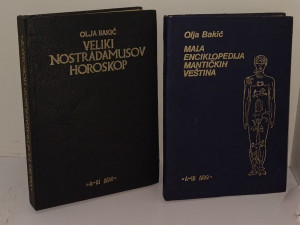 OLJA BAKIĆ
VELIKI
NOSTRADAMUSOV
HOROSKOP
Olja Bakić
MALA
ENCIKLOPEDIJA
MANTIČKIH
VEŠTINA